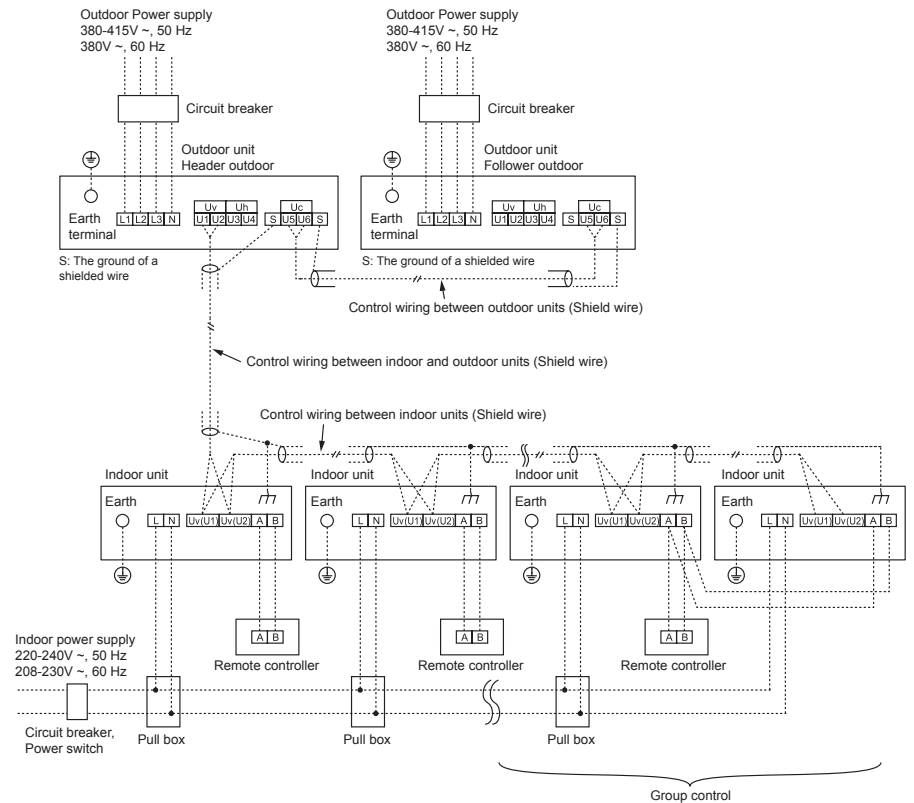 Outdoor Power supply
380-415V ~, 50 Hz
380V ~, 60 Hz
Outdoor Power supply
380-415V ~, 50 Hz
380V ~, 60 Hz
Circuit breaker
Circuit breaker
Outdoor unit
Header outdoor
Outdoor unit
Follower outdoor
Earth
terminal
L1 L2 L3 N
Uv Uh
U1 U2 U3 U4
Uc
S U5 U6 S
Earth
terminal
L1 L2 L3 N
Uv Uh
U1 U2 U3 U4
Uc
S U5 U6 S
S: The ground of a
shielded wire
S: The ground of a shielded wire
Control wiring between outdoor units (Shield wire)
Control wiring between indoor and outdoor units (Shield wire)
Control wiring between indoor units (Shield wire)
Indoor unit
Indoor unit
Indoor unit
Indoor unit
Earth
L N Uv(U1) Uv(U2) A B
Earth
L N Uv(U1) Uv(U2) A B
Earth
L N Uv(U1) Uv(U2) A B
Earth
L N Uv(U1) Uv(U2) A B
A B
A B
A B
Remote controller
Remote controller
Remote controller
Indoor power supply
220-240V ~, 50 Hz
208-230V ~, 60 Hz
Circuit breaker,
Power switch
Pull box
Pull box
Pull box
Group control